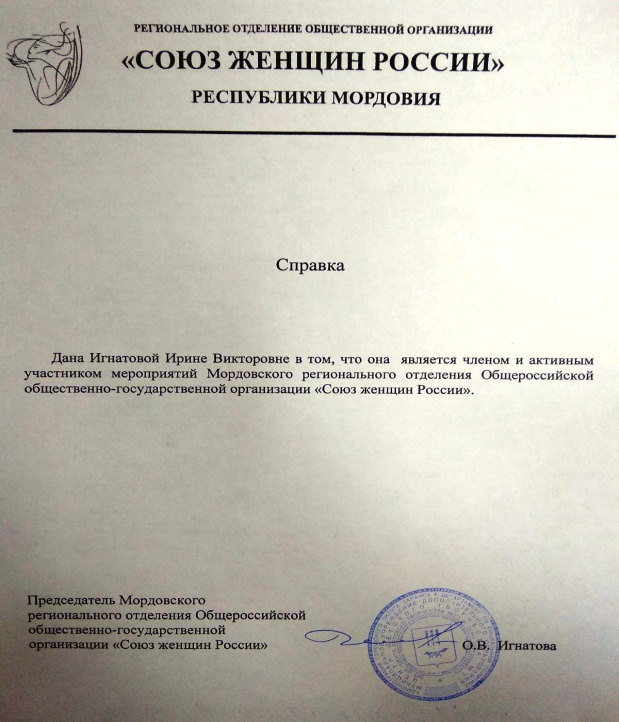 РЕГИОНАЛЬНОЕ ОТДЕЛЕНИЕ ОБЩЕСТВЕННОЙ ОРГАНИЗАЦИИ
«СОЮЗ ЖЕНЩИН РОССИИ»
РЕСПУБЛИКИ МОРДОВИЯ
Справка
Дана Игнатовой Ирине Викторовне в том, что она является членом и активным
участником мероприятий Мордовского регионального отделения Общероссийской
общественно-государственной организации «Союз женщин России».
Председатель Мордовского
регионального отделения Общероссийской
общественно-государственной
организации «Союз женщин России»
О.В. Игнатова